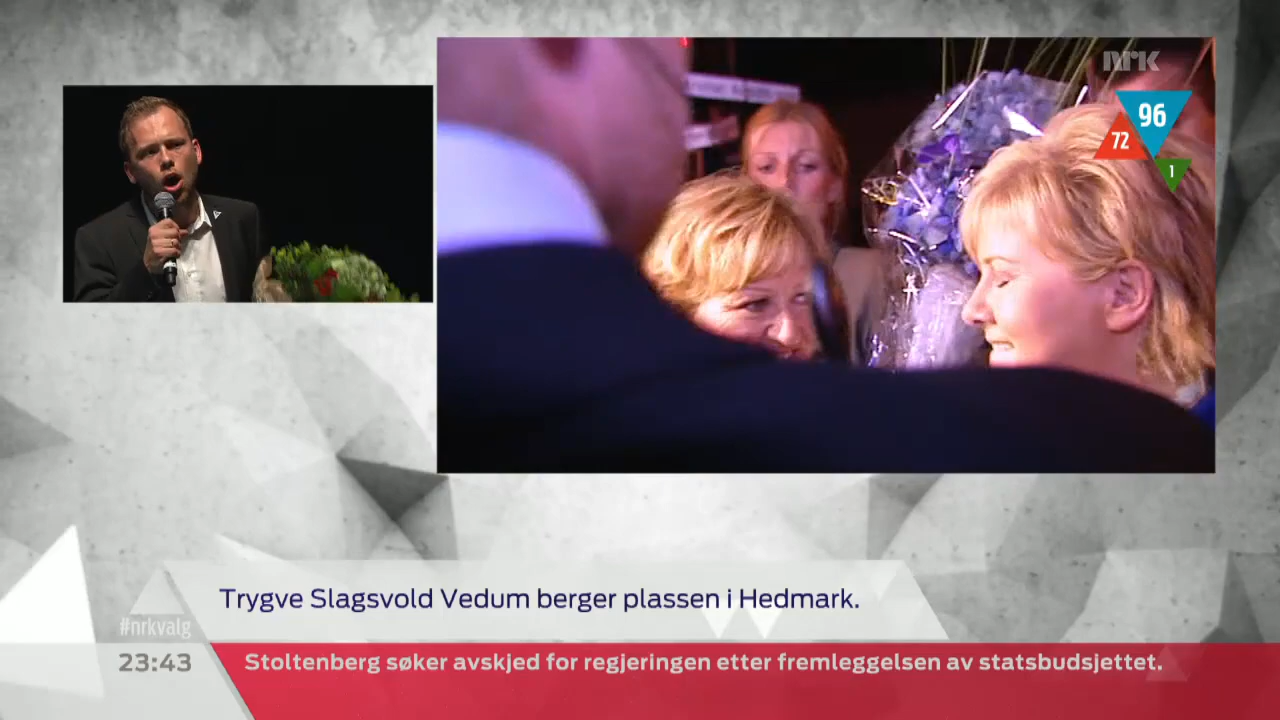 nrk
96
72
1
Trygve Slagsvold Vedum berger plassen i Hedmark.
#nrkvalg
23:43
Stoltenberg søker avskjed for regjeringen etter fremleggelsen av statsbudsjettet.